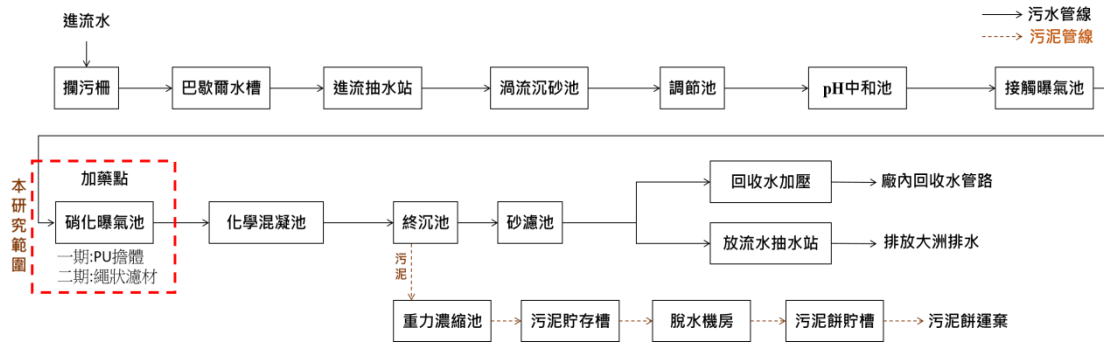 進流水
污水管線
污泥管線
攔污柵
巴歇爾水槽
進流抽水站
渦流沉砂池
調節池
pH中和池
接觸曝氣池
本研究範圍
加藥點
硝化曝氣池
一期:PU擔體
二期:繩狀濾材
化學混凝池
終沉池
砂濾池
回收水加壓
廠內回收水管路
放流水抽水站
排放大洲排水
污泥
重力濃縮池
污泥貯存槽
脫水機房
污泥餅貯槽
污泥餅運棄